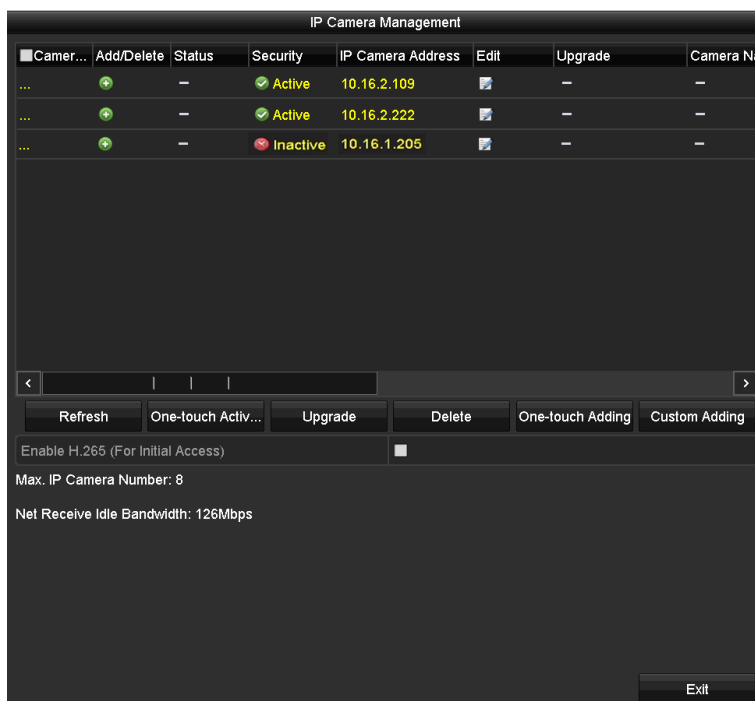 IP Camera Management
Camer... Add/Delete Status Security IP Camera Address Edit Upgrade Camera Na
... – Active 10.16.2.109 – –
... – Active 10.16.2.222 – –
... – Inactive 10.16.1.205 – –
Refresh One-touch Activ... Upgrade Delete One-touch Adding Custom Adding
Enable H.265 (For Initial Access)
Max. IP Camera Number: 8
Net Receive Idle Bandwidth: 126Mbps
Exit